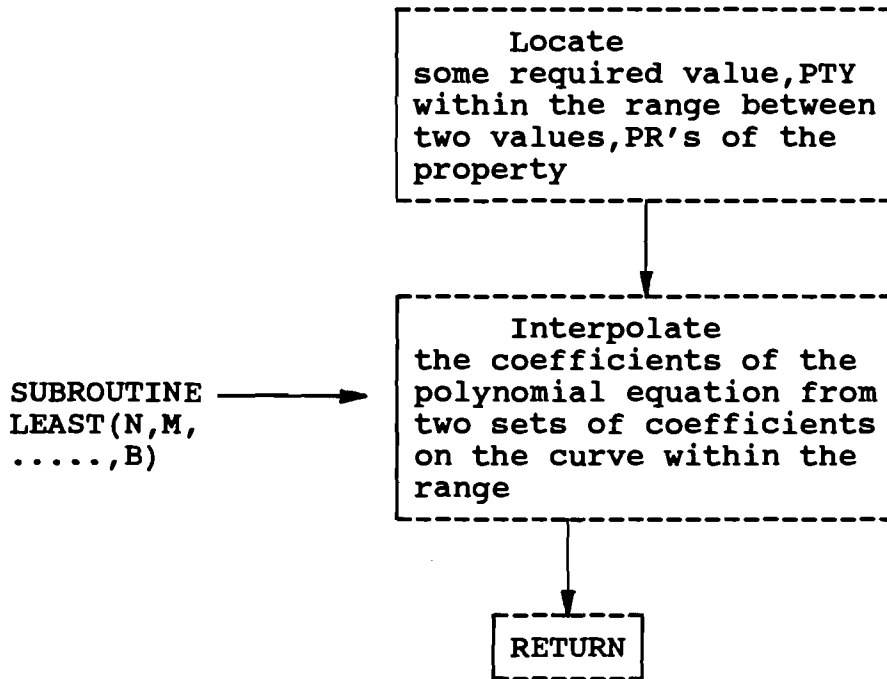 Locate
some required value,PTY
within the range between
two values,PR's of the
property
Interpolate
the coefficients of the
polynomial equation from
two sets of coefficients
on the curve within the
range
SUBROUTINE
LEAST(N,M,
.....,B)
RETURN